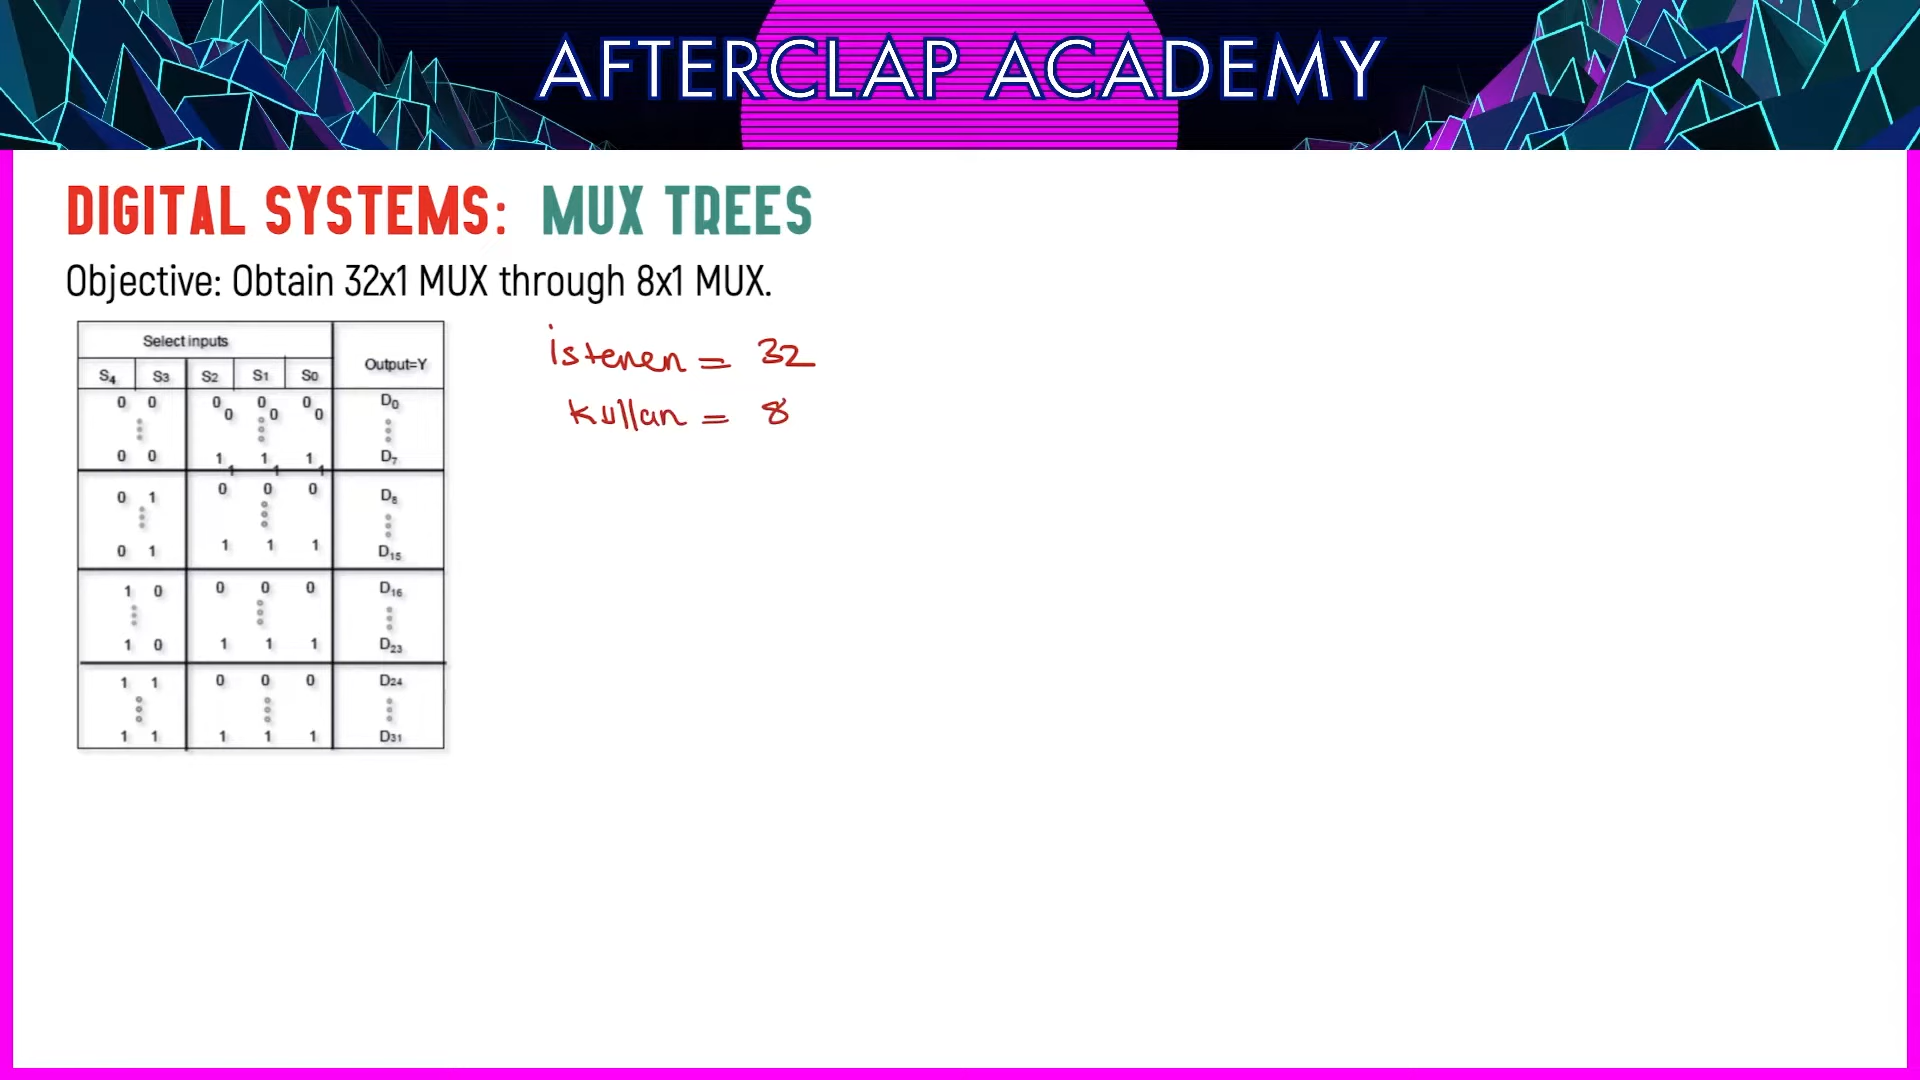 AFTERCLAP ACADEMY
DIGITAL SYSTEMS: MUX TREES
Objective: Obtain 32x1 MUX through 8x1 MUX.
Select inputs Output=Y
S4 S3 S2 S1 S0
0 0 0 0 0 D0
0 0 0
0 0 1 1 1 D7
1 1 1
0 1 0 0 0 D8
0 1 1 1 1 D15
1 0 0 0 0 D16
1 0 1 1 1 D23
1 1 0 0 0 D24
1 1 1 1 1 D31
istenen = 32
kullan = 8